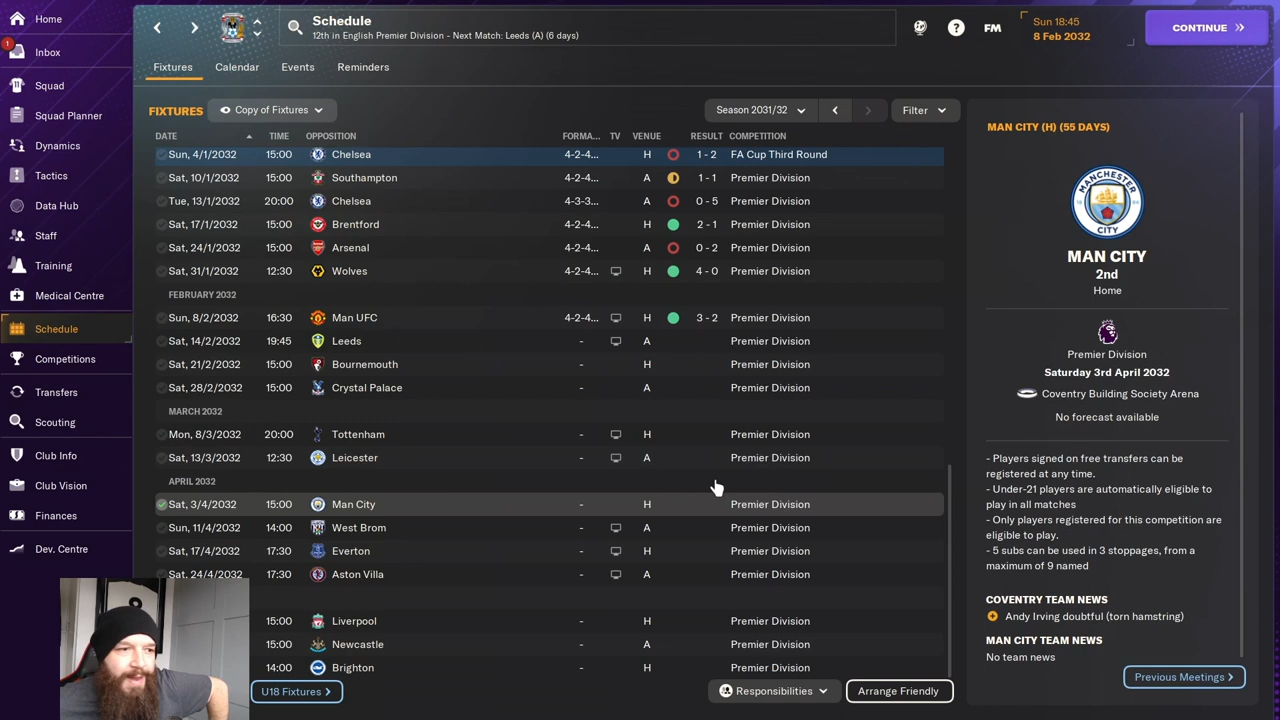 Home
1
Inbox
Squad
Squad Planner
Dynamics
Tactics
Data Hub
Staff
Training
Medical Centre
Schedule
Competitions
Transfers
Scouting
Club Info
Club Vision
Finances
Dev. Centre
Schedule
12th in English Premier Division - Next Match: Leeds (A) (6 days)
? FM
Sun 18:45
8 Feb 2032
CONTINUE
Fixtures Calendar Events Reminders
FIXTURES Copy of Fixtures Season 2031/32 Filter
DATE TIME OPPOSITION FORMA... TV VENUE RESULT COMPETITION
Sun, 4/1/2032 15:00 Chelsea 4-2-4... H 1 - 2 FA Cup Third Round
Sat, 10/1/2032 15:00 Southampton 4-2-4... A 1 - 1 Premier Division
Tue, 13/1/2032 20:00 Chelsea 4-3-3... A 0 - 5 Premier Division
Sat, 17/1/2032 15:00 Brentford 4-2-4... H 2 - 1 Premier Division
Sat, 24/1/2032 15:00 Arsenal 4-2-4... A 0 - 2 Premier Division
Sat, 31/1/2032 12:30 Wolves 4-2-4... H 4 - 0 Premier Division
FEBRUARY 2032
Sun, 8/2/2032 16:30 Man UFC 4-2-4... H 3 - 2 Premier Division
Sat, 14/2/2032 19:45 Leeds - A Premier Division
Sat, 21/2/2032 15:00 Bournemouth - H Premier Division
Sat, 28/2/2032 15:00 Crystal Palace - A Premier Division
MARCH 2032
Mon, 8/3/2032 20:00 Tottenham - H Premier Division
Sat, 13/3/2032 12:30 Leicester - A Premier Division
APRIL 2032
Sat, 3/4/2032 15:00 Man City - H Premier Division
Sun, 11/4/2032 14:00 West Brom - A Premier Division
Sat, 17/4/2032 17:30 Everton - H Premier Division
Sat, 24/4/2032 17:30 Aston Villa - A Premier Division
15:00 Liverpool - H Premier Division
15:00 Newcastle - A Premier Division
14:00 Brighton - H Premier Division
U18 Fixtures Responsibilities Arrange Friendly
MAN CITY (H) (55 DAYS)
MANCHESTER
CITY
MAN CITY
2nd
Home
Premier Division
Saturday 3rd April 2032
Coventry Building Society Arena
No forecast available
- Players signed on free transfers can be
registered at any time.
- Under-21 players are automatically eligible to
play in all matches
- Only players registered for this competition are
eligible to play.
- 5 subs can be used in 3 stoppages, from a
maximum of 9 named
COVENTRY TEAM NEWS
Andy Irving doubtful (torn hamstring)
MAN CITY TEAM NEWS
No team news
Previous Meetings